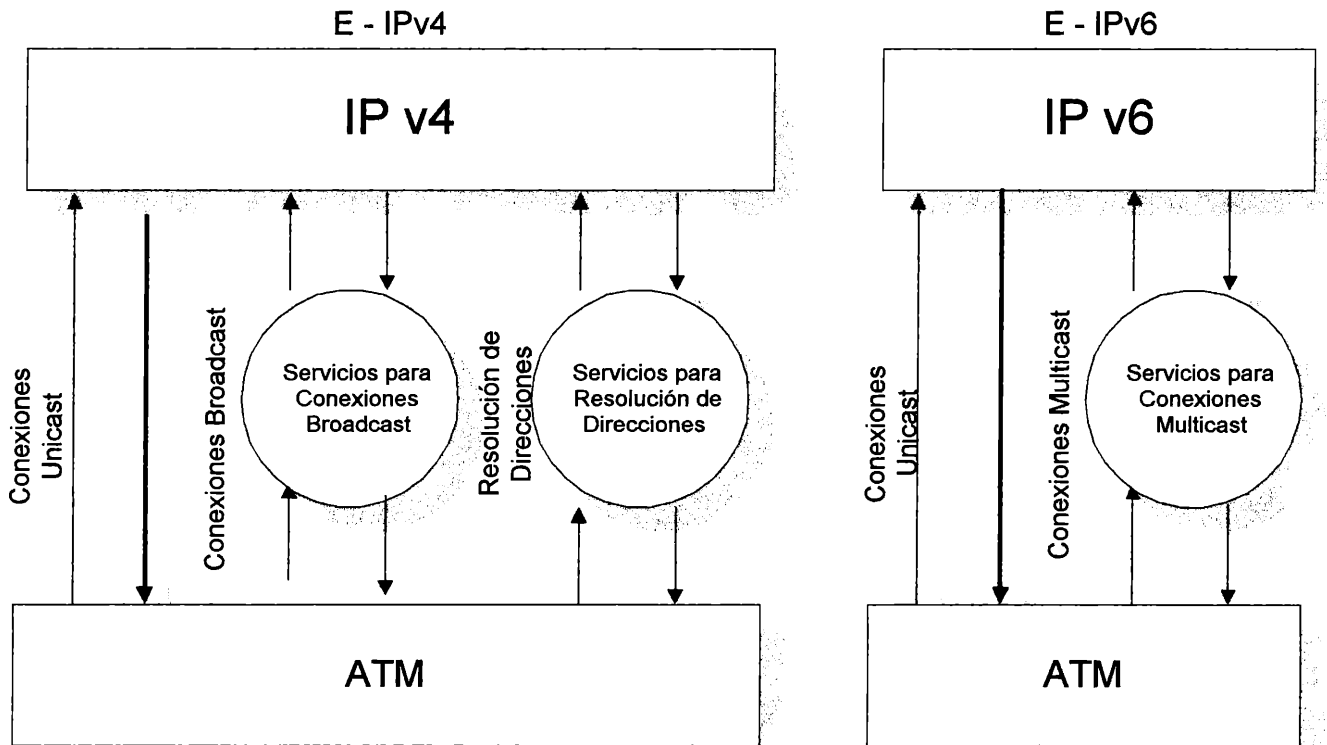 E - IPv4
IP v4
Conexiones
Unicast
Conexiones Broadcast
Servicios para
Conexiones
Broadcast
Resolución de
Direcciones
Servicios para
Resolución de
Direcciones
ATM
E - IPv6
IP v6
Conexiones
Unicast
Conexiones Multicast
Servicios para
Conexiones
Multicast
ATM